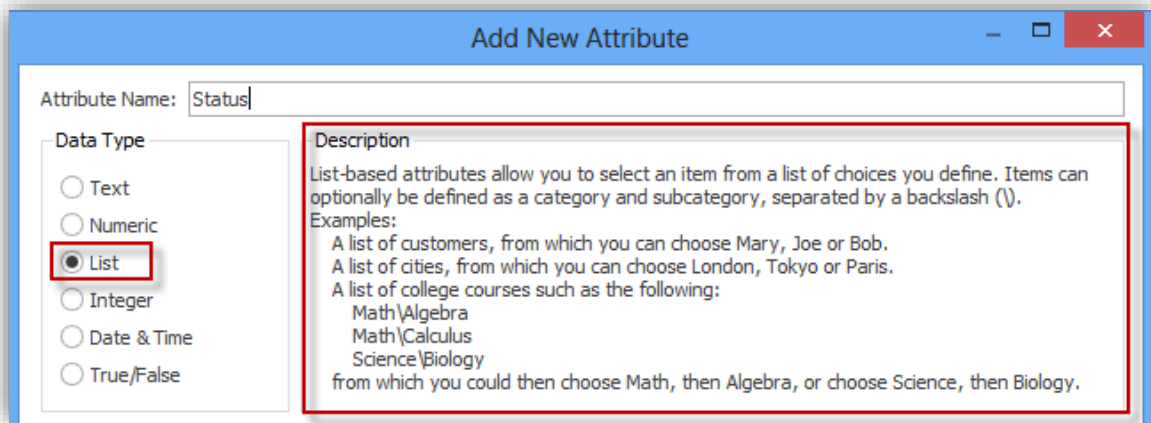 Add New Attribute
Attribute Name: Status
Data Type
Text
Numeric
List
Integer
Date & Time
True/False
Description
List-based attributes allow you to select an item from a list of choices you define. Items can
optionally be defined as a category and subcategory, separated by a backslash (\).
Examples:
A list of customers, from which you can choose Mary, Joe or Bob.
A list of cities, from which you can choose London, Tokyo or Paris.
A list of college courses such as the following:
Math\Algebra
Math\Calculus
Science\Biology
from which you could then choose Math, then Algebra, or choose Science, then Biology.